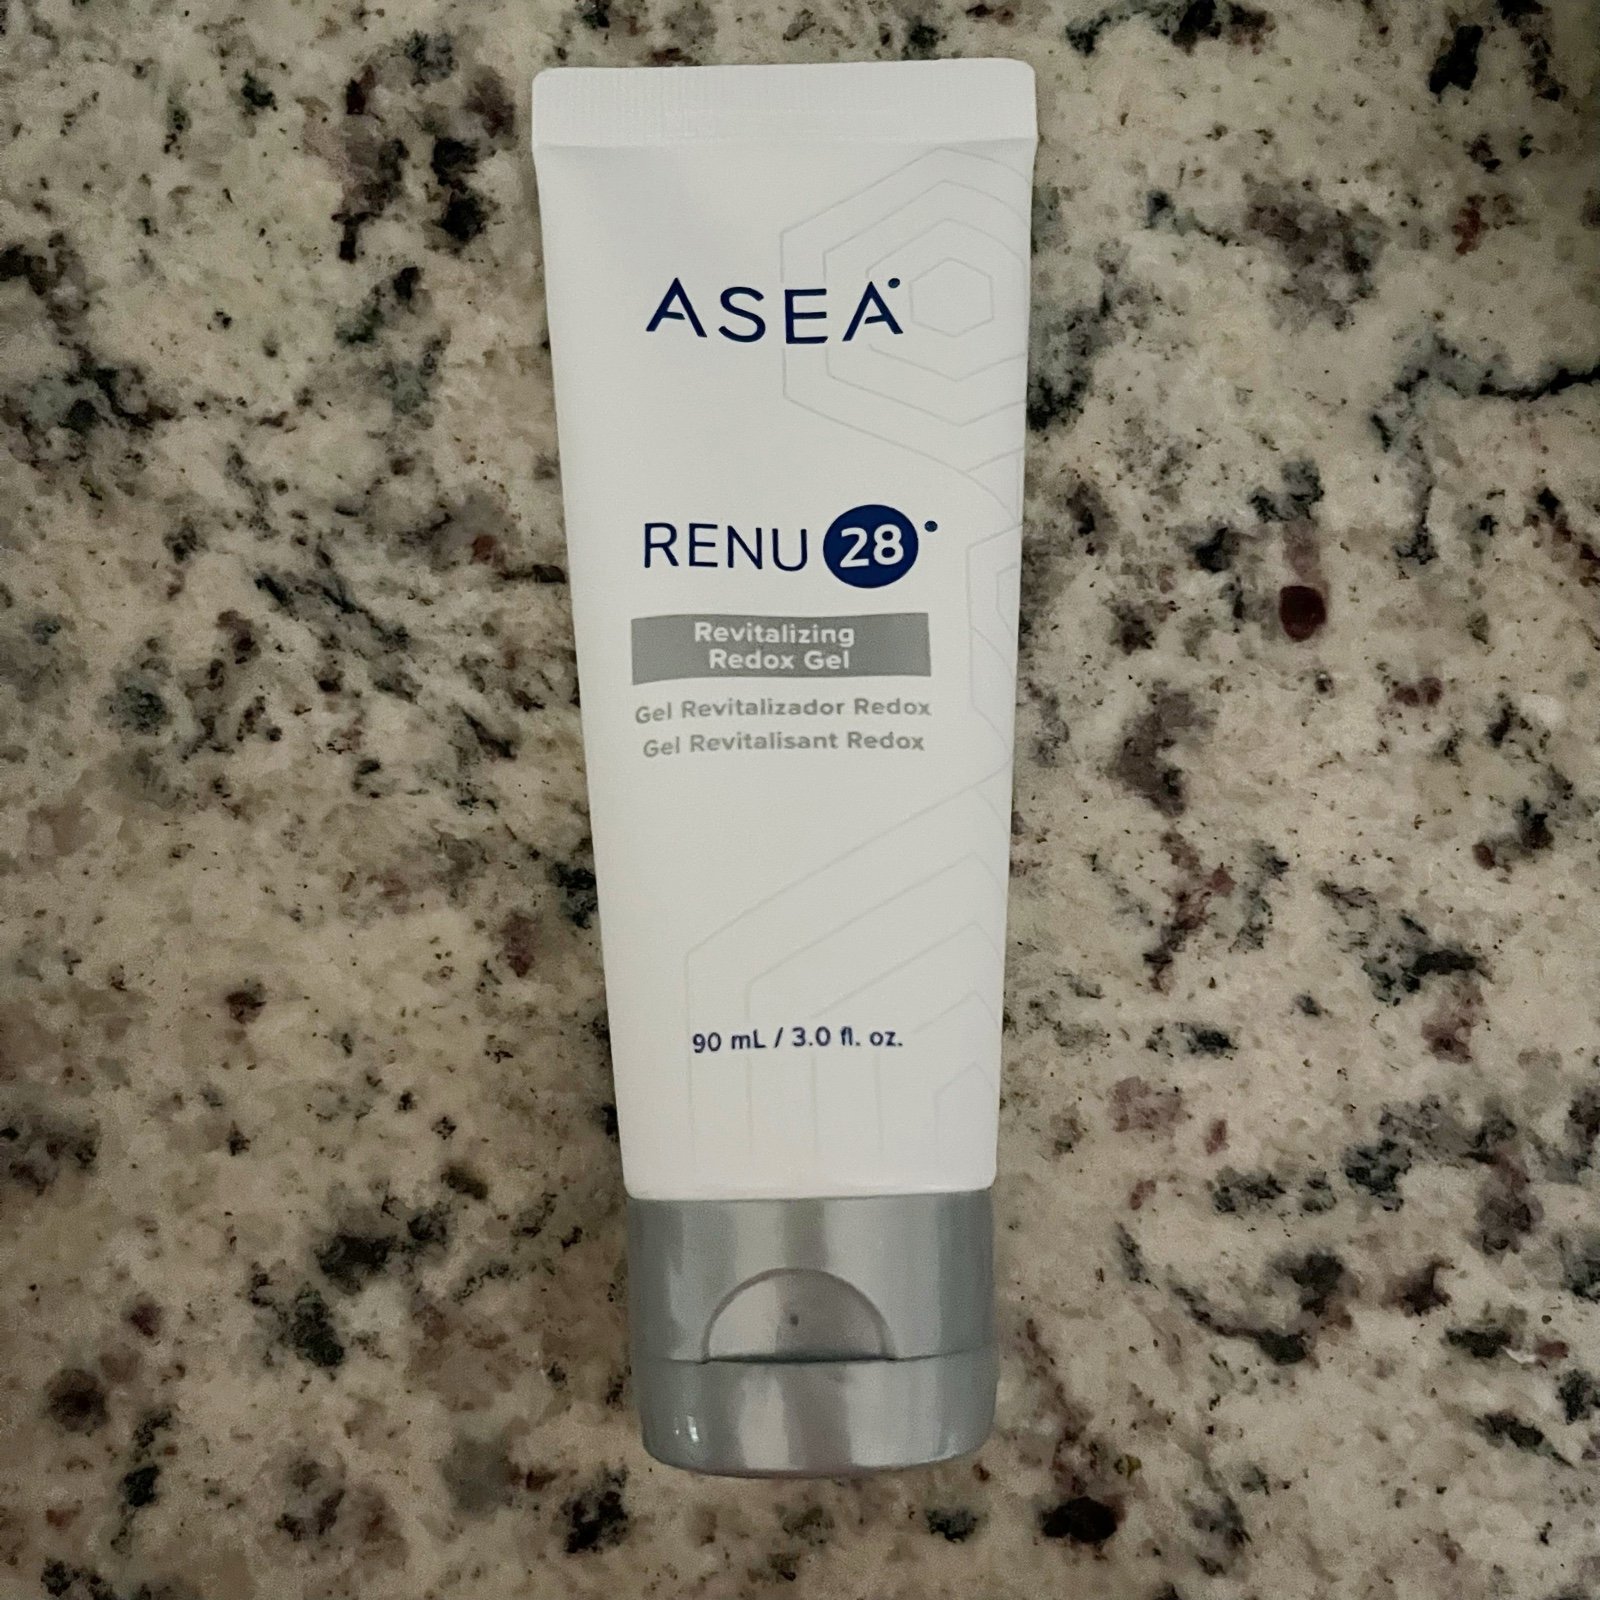 ASEA
RENU 28
Revitalizing
Redox Gel
Gel Revitalizador Redox
Gel Revitalisant Redox
90 mL / 3.0 fl. oz.